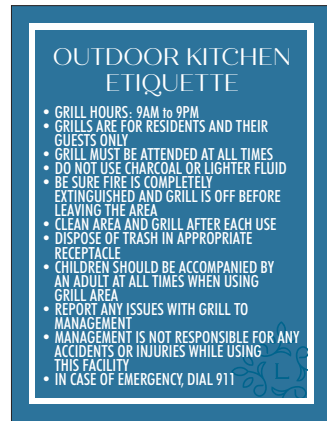 OUTDOOR KITCHEN
ETIQUETTE
• GRILL HOURS: 9AM to 9PM
• GRILLS ARE FOR RESIDENTS AND THEIR
GUESTS ONLY
• GRILL MUST BE ATTENDED AT ALL TIMES
• DO NOT USE CHARCOAL OR LIGHTER FLUID
• BE SURE FIRE IS COMPLETELY
EXTINGUISHED AND GRILL IS OFF BEFORE
LEAVING THE AREA
• CLEAN AREA AND GRILL AFTER EACH USE
• DISPOSE OF TRASH IN APPROPRIATE
RECEPTACLE
• CHILDREN SHOULD BE ACCOMPANIED BY
AN ADULT AT ALL TIMES WHEN USING
GRILL AREA
• REPORT ANY ISSUES WITH GRILL TO
MANAGEMENT
• MANAGEMENT IS NOT RESPONSIBLE FOR ANY
ACCIDENTS OR INJURIES WHILE USING
THIS FACILITY
• IN CASE OF EMERGENCY, DIAL 911
L